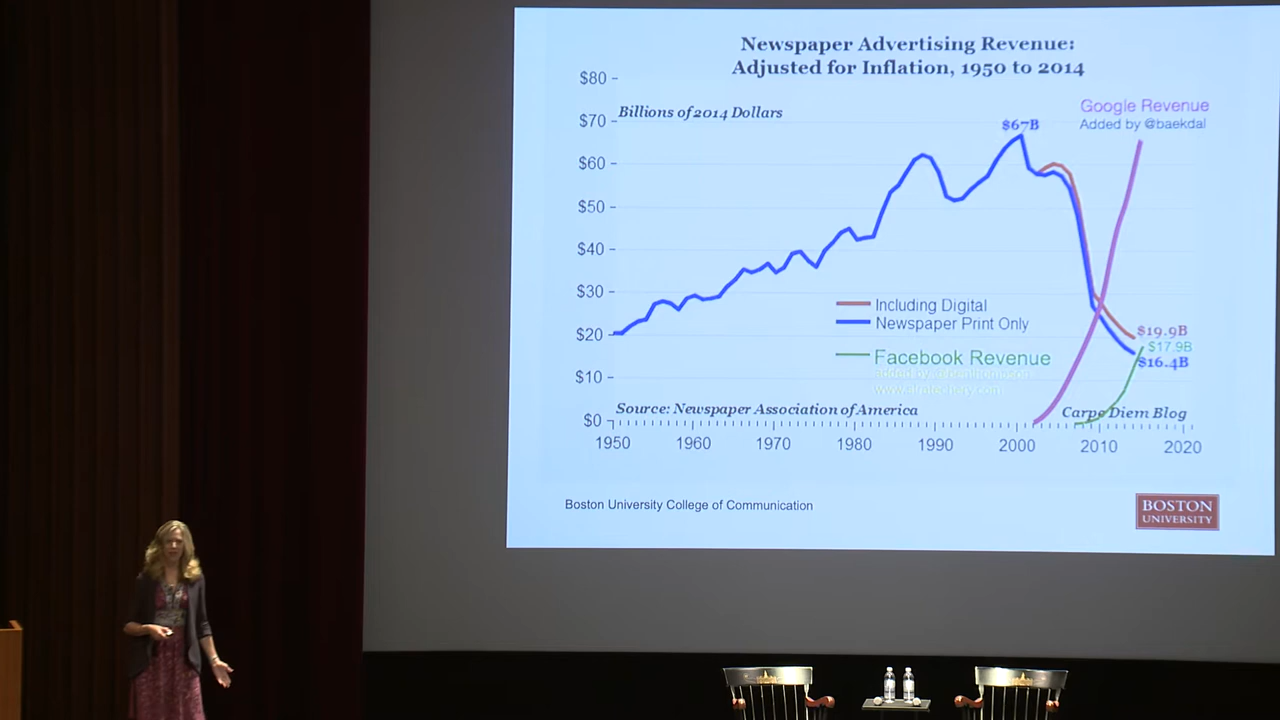 Newspaper Advertising Revenue:
Adjusted for Inflation, 1950 to 2014
$80
Billions of 2014 Dollars
$70
$60
$50
$40
$30
$20
$10
$0
$67B
Google Revenue
Added by @baekdal
Including Digital
Newspaper Print Only
Facebook Revenue
www.stratechery.com
$19.9B
$17.9B
$16.4B
Source: Newspaper Association of America
Carpe Diem Blog
1950 1960 1970 1980 1990 2000 2010 2020
Boston University College of Communication
BOSTON
UNIVERSITY